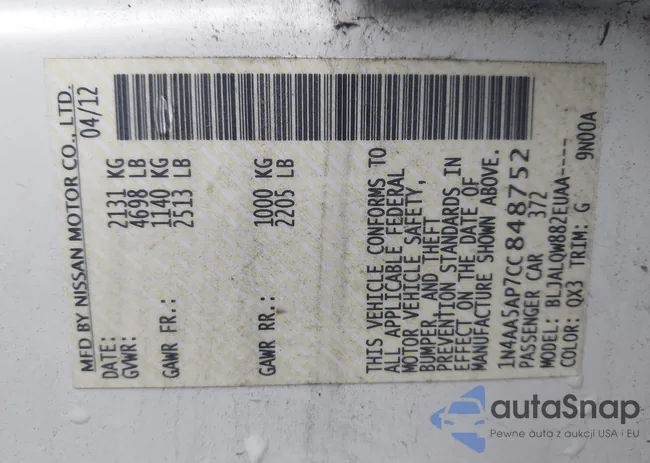 MFD BY NISSAN MOTOR CO., LTD.
DATE: 04/12
GVWR: 2131 KG
4698 LB
GAWR FR.: 1140 KG
2513 LB
GAWR RR.: 1000 KG
2205 LB
THIS VEHICLE CONFORMS TO
ALL APPLICABLE FEDERAL
MOTOR VEHICLE SAFETY,
BUMPER, AND THEFT
PREVENTION STANDARDS IN
EFFECT ON THE DATE OF
MANUFACTURE SHOWN ABOVE.
1N4AA5AP7CC848752
PASSENGER CAR 372
MODEL: BLJALQW882EUAA----
COLOR: QX3 TRIM: G 9N00A
autaSnap
Pewne auta z aukcji USA i EU